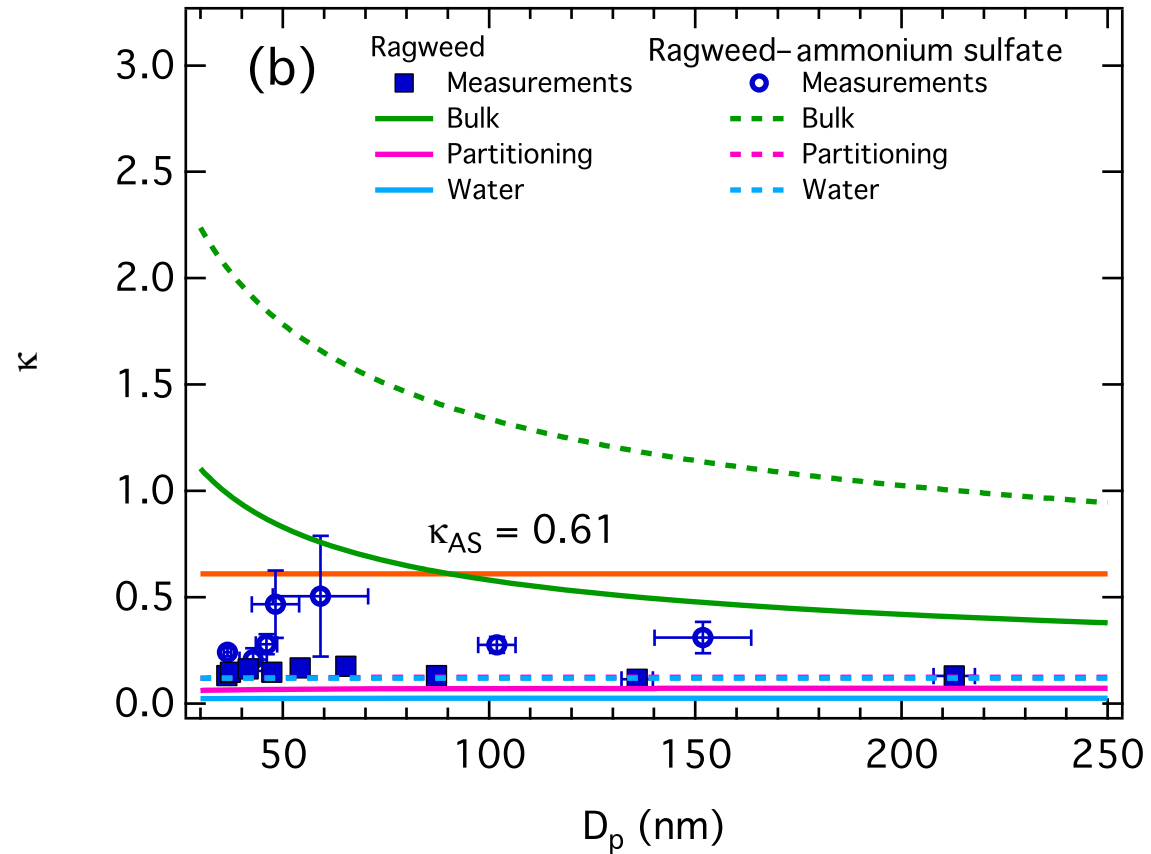 (b)
Ragweed
Measurements
Bulk
Partitioning
Water
Ragweed–ammonium sulfate
Measurements
Bulk
Partitioning
Water
3.0
2.5
2.0
1.5
1.0
0.5
0.0
κ
κAS = 0.61
50 100 150 200 250
Dp (nm)